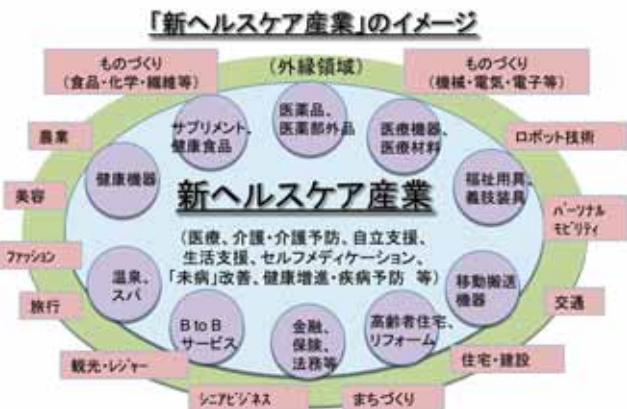 「新ヘルスケア産業」のイメージ
ものづくり
(食品・化学・繊維等)
(外縁領域)
ものづくり
(機械・電気・電子等)
農業
サプリメント、
健康食品
医薬品、
医薬部外品
医療機器、
医療材料
ロボット技術
美容
健康機器
新ヘルスケア産業
福祉用具、
義肢装具
パーソナル
モビリティ
(医療、介護・介護予防、自立支援、
生活支援、セルフメディケーション、
「未病」改善、健康増進・疾病予防 等)
ファッション
温泉、
スパ
移動搬送
機器
旅行
交通
B to B
サービス
金融、
保険、
法務等
高齢者住宅、
リフォーム
観光・レジャー
住宅・建設
シニアビジネス
まちづくり